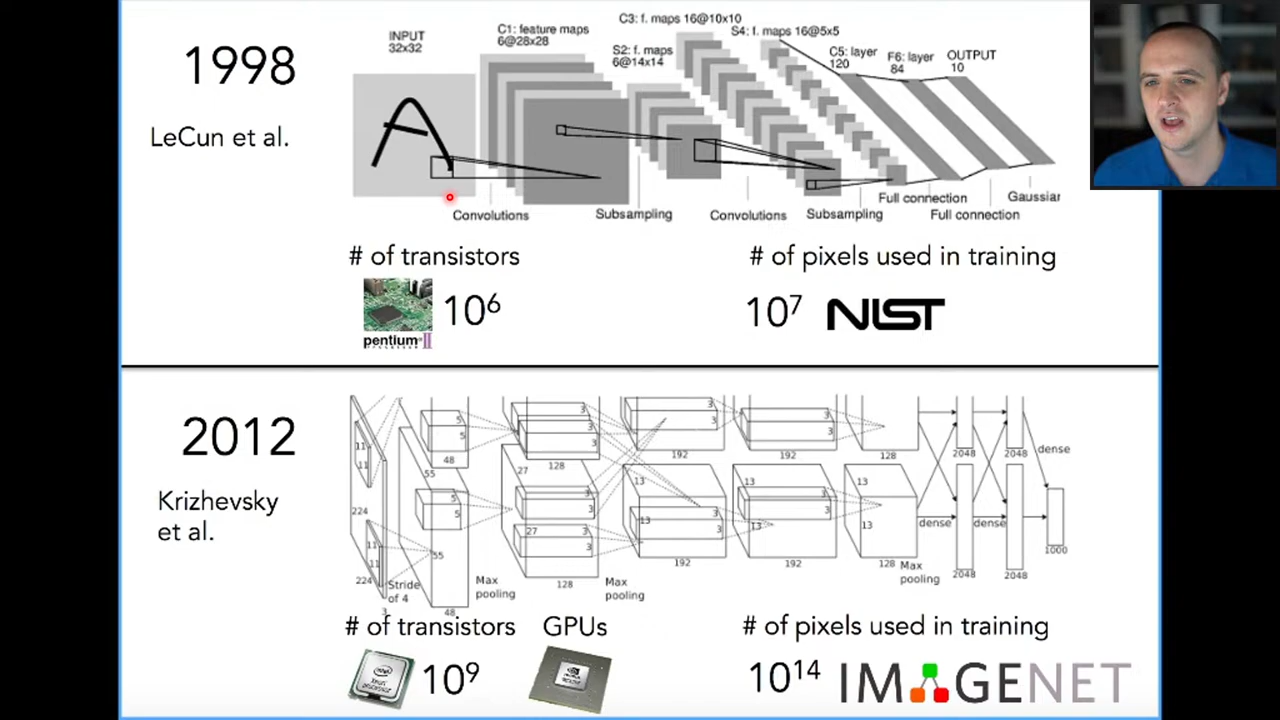 1998
LeCun et al.
INPUT
32x32
C1: feature maps
6@28x28
S2: f. maps
6@14x14
C3: f. maps 16@10x10
S4: f. maps 16@5x5
C5: layer
120
F6: layer
84
OUTPUT
10
Convolutions
Subsampling
Convolutions
Subsampling
Full connection
Full connection
Gaussian
# of transistors
10⁶
pentium II
# of pixels used in training
10⁷
NIST
2012
Krizhevsky
et al.
11
11
224
11
11
224
3
Stride
of 4
5
5
48
55
5
5
55
48
Max
pooling
3
3
128
27
3
3
27
3
3
128
Max
pooling
3
3
192
13
3
13
3
192
3
3
192
13
3
13
3
192
128
13
13
128
Max
pooling
2048
2048
dense
dense
dense
2048
2048
1000
# of transistors
10⁹
GPUs
# of pixels used in training
10¹⁴
IMAGENET